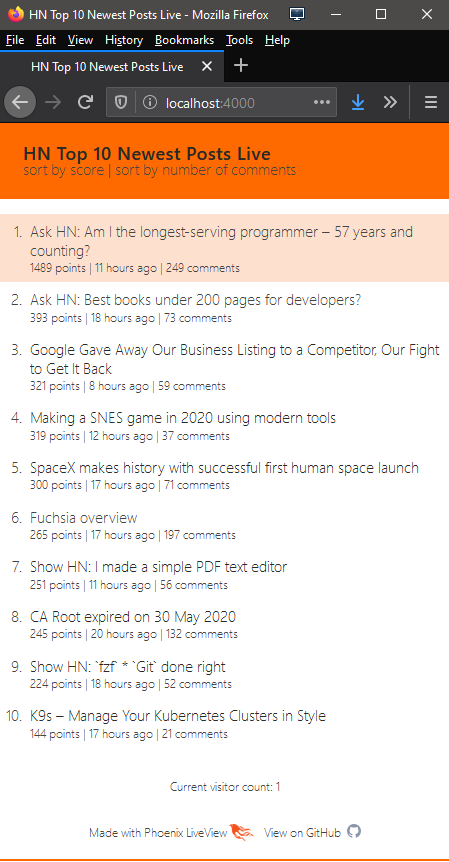 HN Top 10 Newest Posts Live - Mozilla Firefox
File Edit View History Bookmarks Tools Help
HN Top 10 Newest Posts Live
localhost:4000
HN Top 10 Newest Posts Live
sort by score | sort by number of comments
1. Ask HN: Am I the longest-serving programmer – 57 years and
counting?
1489 points | 11 hours ago | 249 comments
2. Ask HN: Best books under 200 pages for developers?
393 points | 18 hours ago | 73 comments
3. Google Gave Away Our Business Listing to a Competitor, Our Fight
to Get It Back
321 points | 8 hours ago | 59 comments
4. Making a SNES game in 2020 using modern tools
319 points | 12 hours ago | 37 comments
5. SpaceX makes history with successful first human space launch
300 points | 17 hours ago | 71 comments
6. Fuchsia overview
265 points | 17 hours ago | 197 comments
7. Show HN: I made a simple PDF text editor
251 points | 11 hours ago | 56 comments
8. CA Root expired on 30 May 2020
245 points | 20 hours ago | 132 comments
9. Show HN: `fzf` * `Git` done right
224 points | 18 hours ago | 52 comments
10. K9s – Manage Your Kubernetes Clusters in Style
144 points | 17 hours ago | 21 comments
Current visitor count: 1
Made with Phoenix LiveView View on GitHub